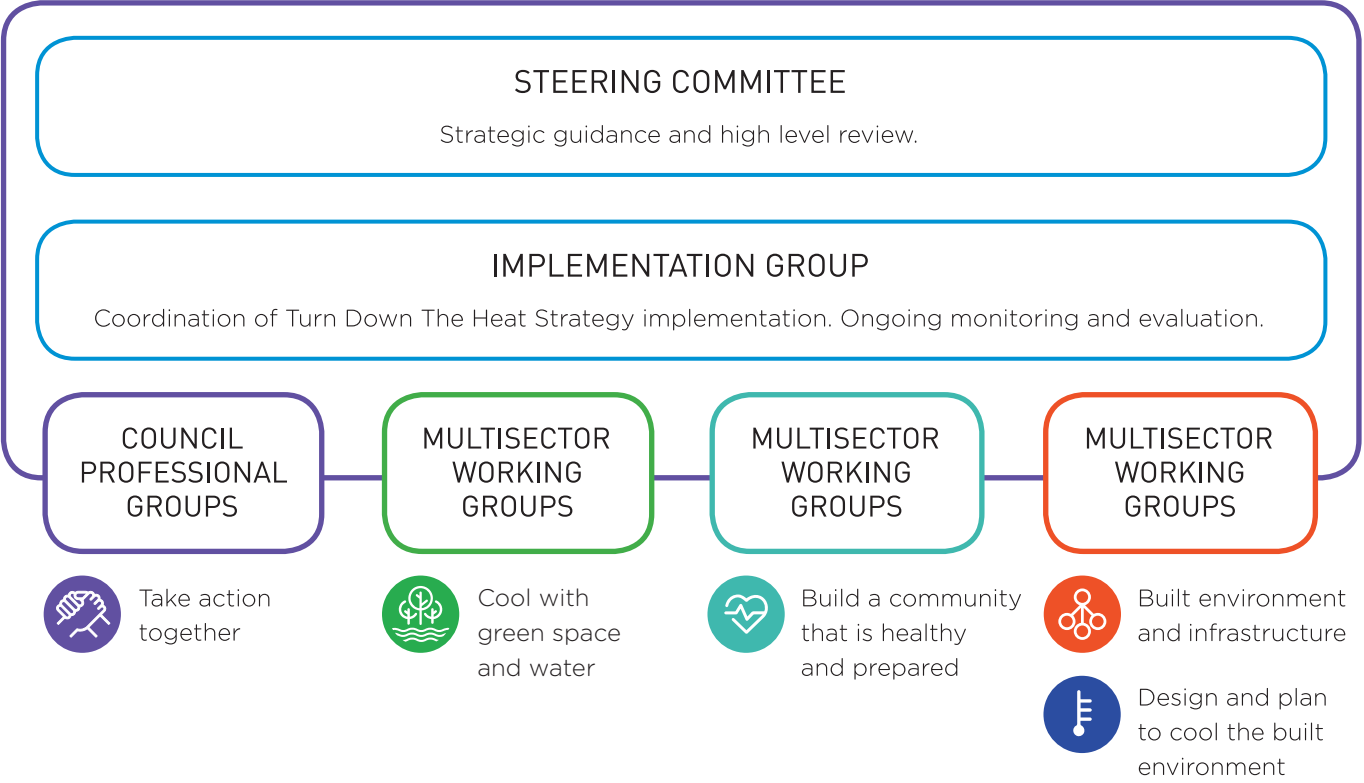 STEERING COMMITTEE
Strategic guidance and high level review.
IMPLEMENTATION GROUP
Coordination of Turn Down The Heat Strategy implementation. Ongoing monitoring and evaluation.
COUNCIL
PROFESSIONAL
GROUPS
Take action
together
MULTISECTOR
WORKING
GROUPS
Cool with
green space
and water
MULTISECTOR
WORKING
GROUPS
Build a community
that is healthy
and prepared
MULTISECTOR
WORKING
GROUPS
Built environment
and infrastructure
Design and plan
to cool the built
environment